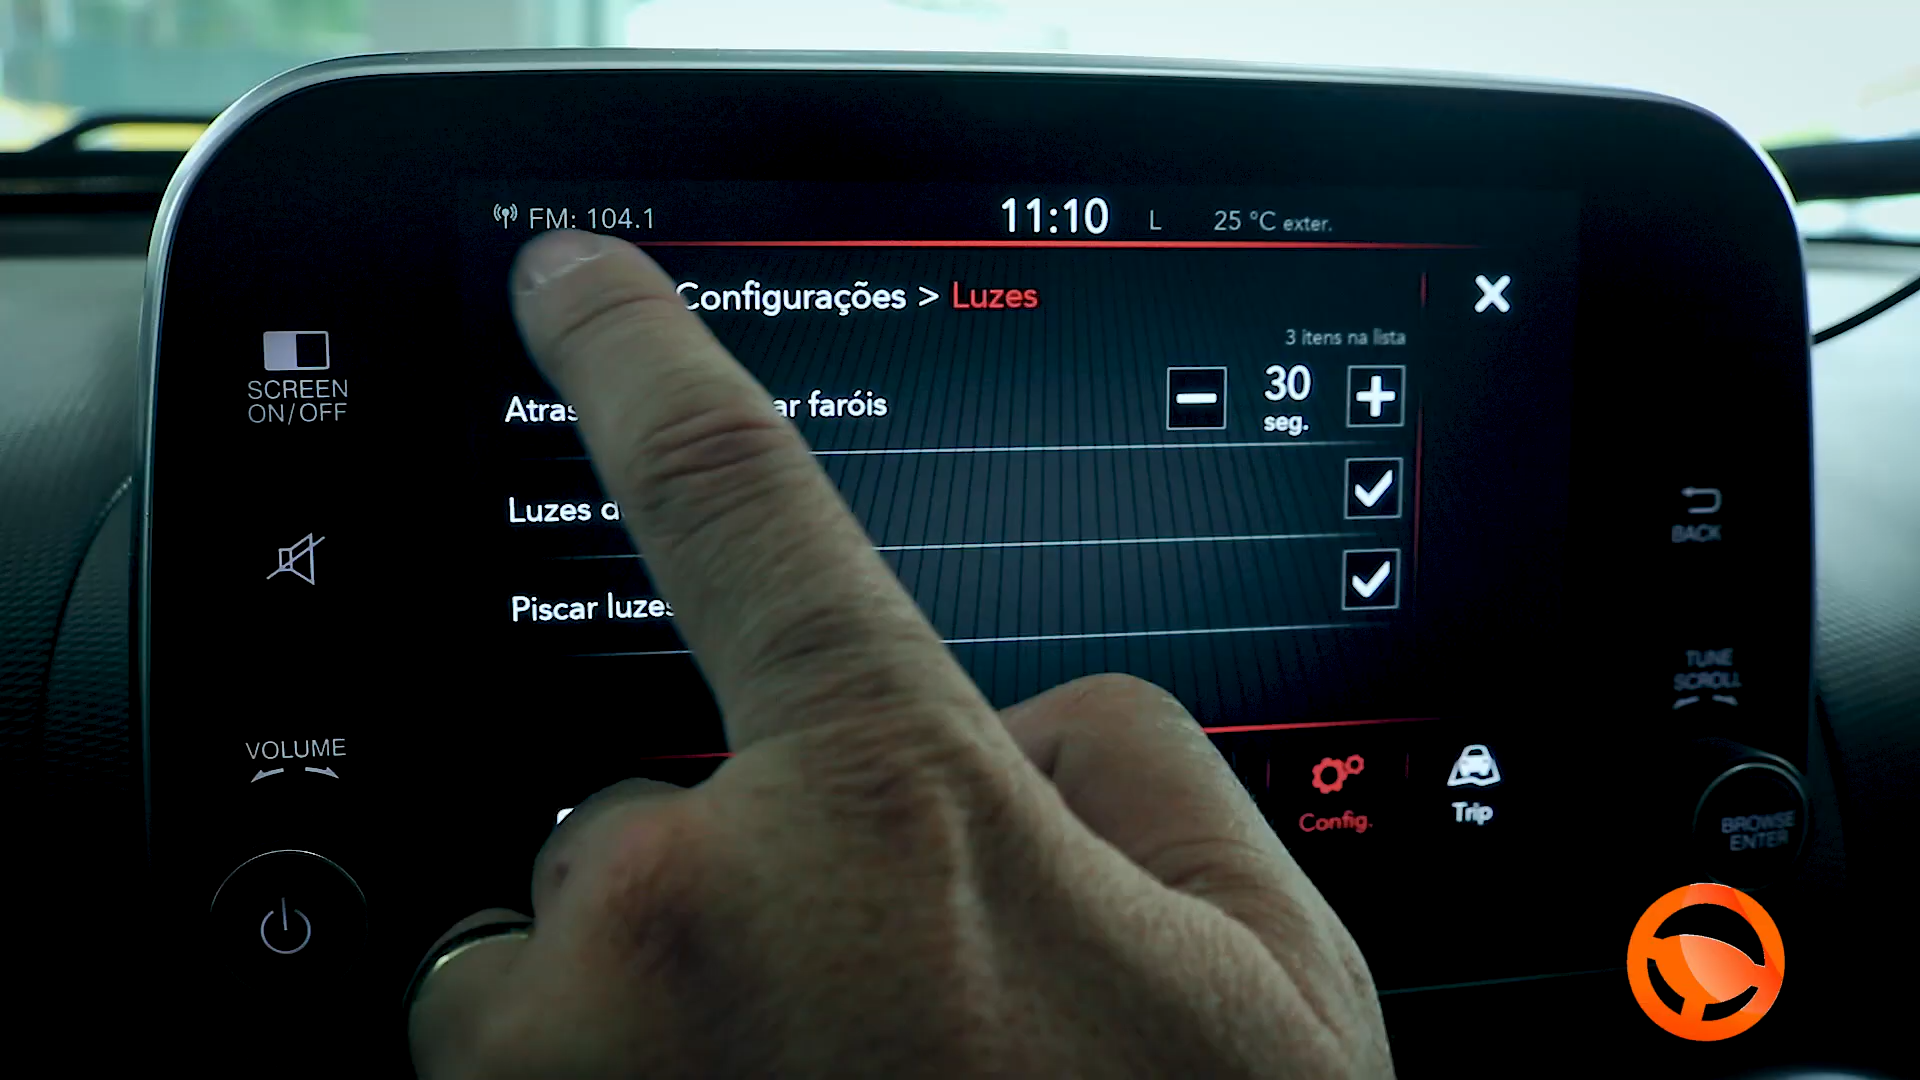 FM: 104.1 11:10 L 25 °C exter.
Configurações > Luzes
3 itens na lista
ar faróis
30
seg.
Luzes
Piscar luzes
Config.
Trip
SCREEN
ON/OFF
VOLUME
BACK
TUNE
SCROLL
BROWSE
ENTER